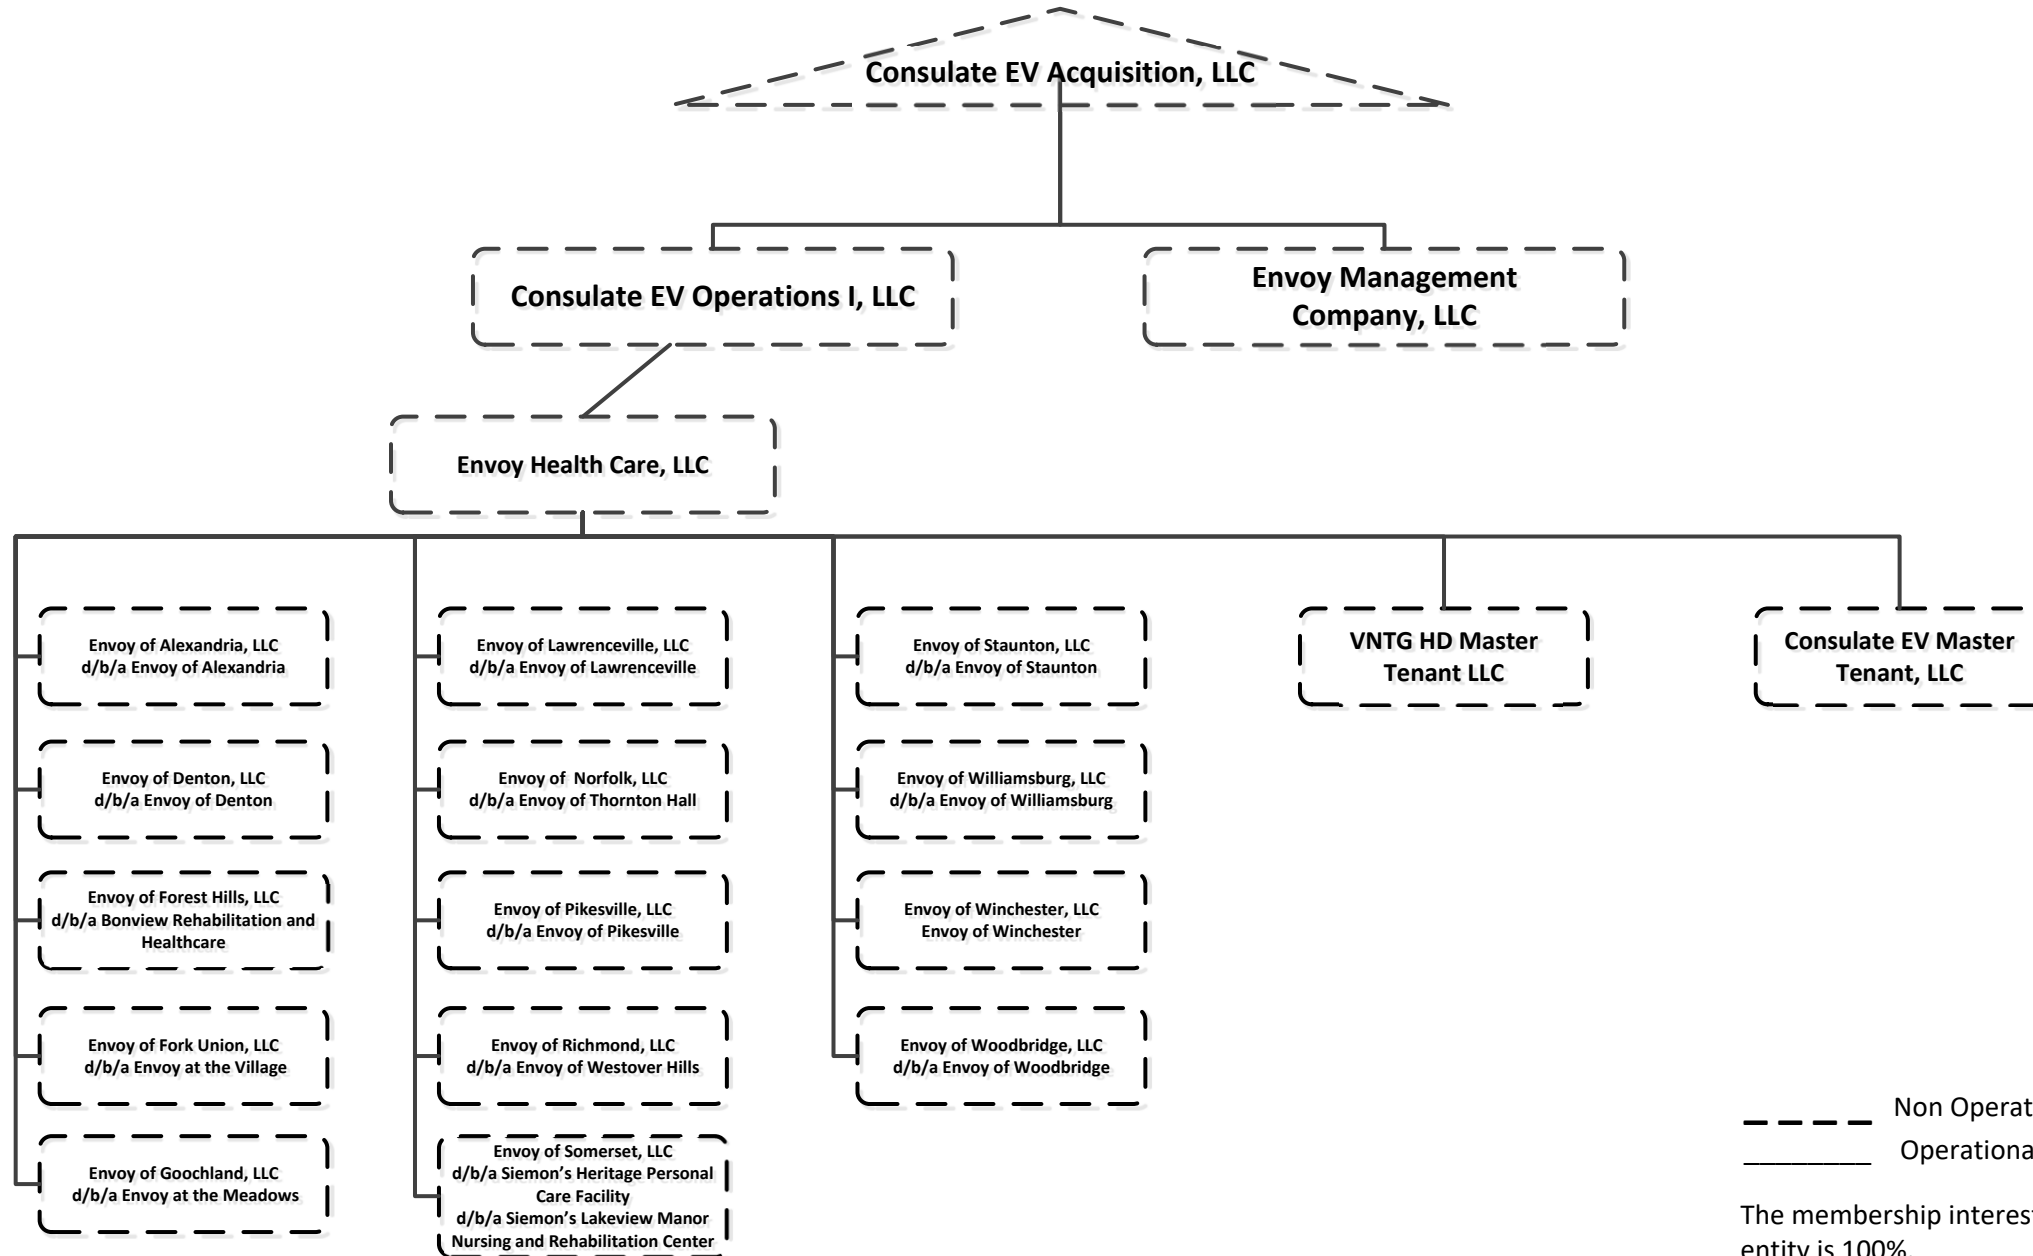 Consulate EV Acquisition, LLC
Consulate EV Operations I, LLC
Envoy Management
Company, LLC
Envoy Health Care, LLC
Envoy of Alexandria, LLC
d/b/a Envoy of Alexandria
Envoy of Denton, LLC
d/b/a Envoy of Denton
Envoy of Forest Hills, LLC
d/b/a Bonview Rehabilitation and
Healthcare
Envoy of Fork Union, LLC
d/b/a Envoy at the Village
Envoy of Goochland, LLC
d/b/a Envoy at the Meadows
Envoy of Lawrenceville, LLC
d/b/a Envoy of Lawrenceville
Envoy of Norfolk, LLC
d/b/a Envoy of Thornton Hall
Envoy of Pikesville, LLC
d/b/a Envoy of Pikesville
Envoy of Richmond, LLC
d/b/a Envoy of Westover Hills
Envoy of Somerset, LLC
d/b/a Siemon’s Heritage Personal
Care Facility
d/b/a Siemon’s Lakeview Manor
Nursing and Rehabilitation Center
Envoy of Staunton, LLC
d/b/a Envoy of Staunton
Envoy of Williamsburg, LLC
d/b/a Envoy of Williamsburg
Envoy of Winchester, LLC
Envoy of Winchester
Envoy of Woodbridge, LLC
d/b/a Envoy of Woodbridge
VNTG HD Master
Tenant LLC
Consulate EV Master
Tenant, LLC
Non Operat
Operationa
The membership interest
entity is 100%.